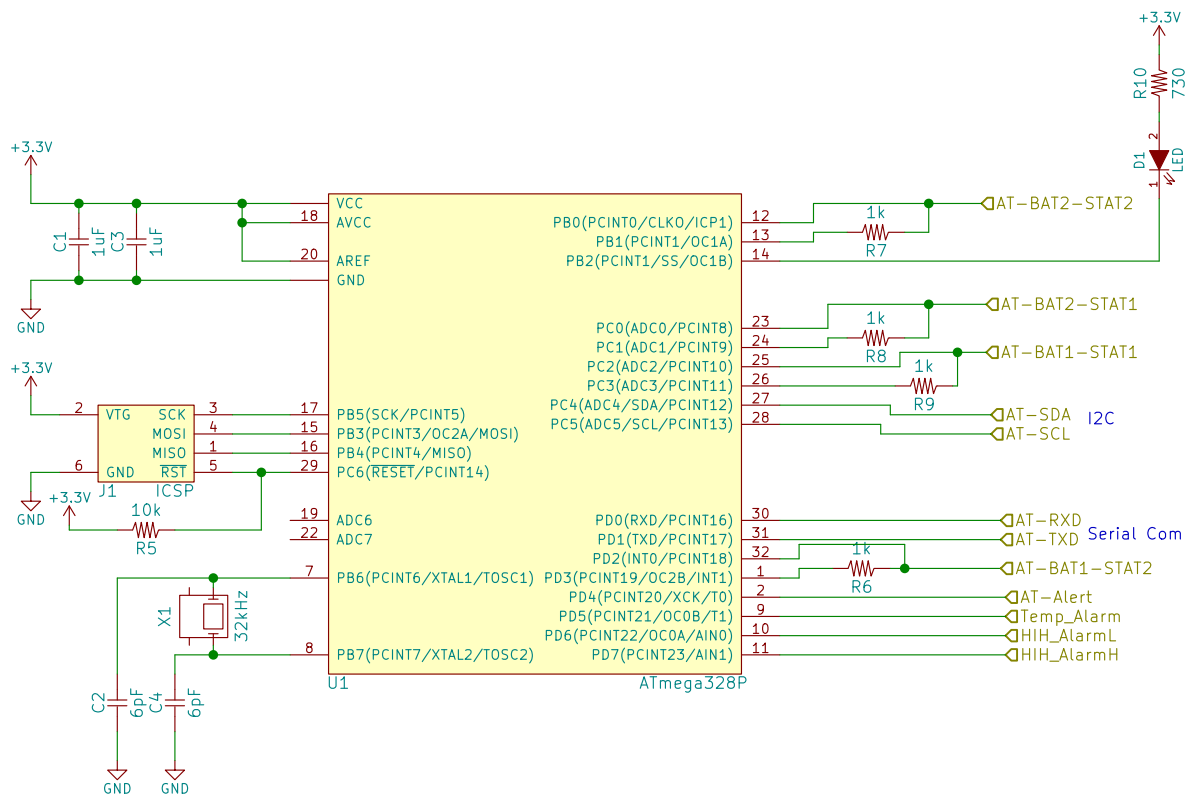 +3.3V
R10
730
2
D1
LED
1
+3.3V
C1
1uF
C3
1uF
GND
VCC
18
AVCC
20
AREF
GND
PB0(PCINT0/CLKO/ICP1)
12
PB1(PCINT1/OC1A)
13
PB2(PCINT1/SS/OC1B)
14
1k
R7
AT-BAT2-STAT2
PC0(ADC0/PCINT8)
23
PC1(ADC1/PCINT9)
24
PC2(ADC2/PCINT10)
25
PC3(ADC3/PCINT11)
26
PC4(ADC4/SDA/PCINT12)
27
PC5(ADC5/SCL/PCINT13)
28
1k
R8
AT-BAT2-STAT1
1k
R9
AT-BAT1-STAT1
AT-SDA
I2C
AT-SCL
+3.3V
2
VTG
SCK
3
MOSI
4
MISO
1
6
GND
RST
5
J1
ICSP
GND
+3.3V
10k
R5
17
PB5(SCK/PCINT5)
15
PB3(PCINT3/OC2A/MOSI)
16
PB4(PCINT4/MISO)
29
PC6(RESET/PCINT14)
19
ADC6
22
ADC7
PD0(RXD/PCINT16)
30
AT-RXD
PD1(TXD/PCINT17)
31
AT-TXD
Serial Com
PD2(INT0/PCINT18)
32
1k
R6
PD3(PCINT19/OC2B/INT1)
1
AT-BAT1-STAT2
PD4(PCINT20/XCK/T0)
2
AT-Alert
PD5(PCINT21/OC0B/T1)
9
Temp_Alarm
PD6(PCINT22/OC0A/AIN0)
10
HIH_AlarmL
PD7(PCINT23/AIN1)
11
HIH_AlarmH
7
PB6(PCINT6/XTAL1/TOSC1)
X1
32kHz
8
PB7(PCINT7/XTAL2/TOSC2)
U1
ATmega328P
C2
6pF
C4
6pF
GND
GND